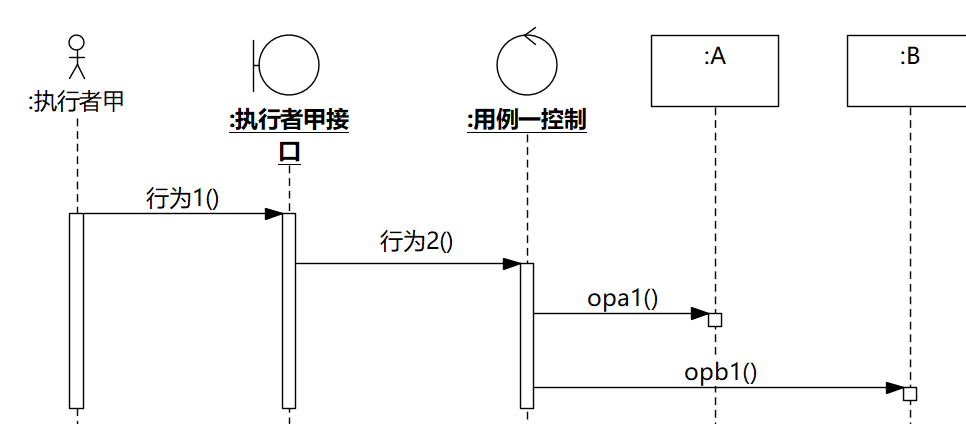 :执行者甲
:执行者甲接
口
:用例一控制
:A
:B
行为1()
行为2()
opa1()
opb1()